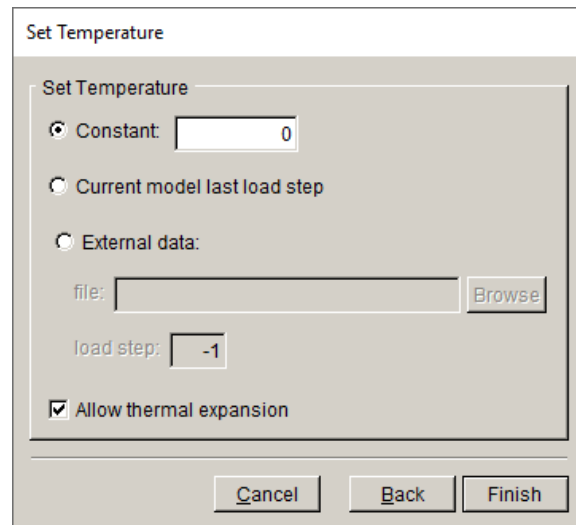 Set Temperature
Set Temperature
Constant: 0
Current model last load step
External data:
file: Browse
load step: -1
Allow thermal expansion
Cancel Back Finish